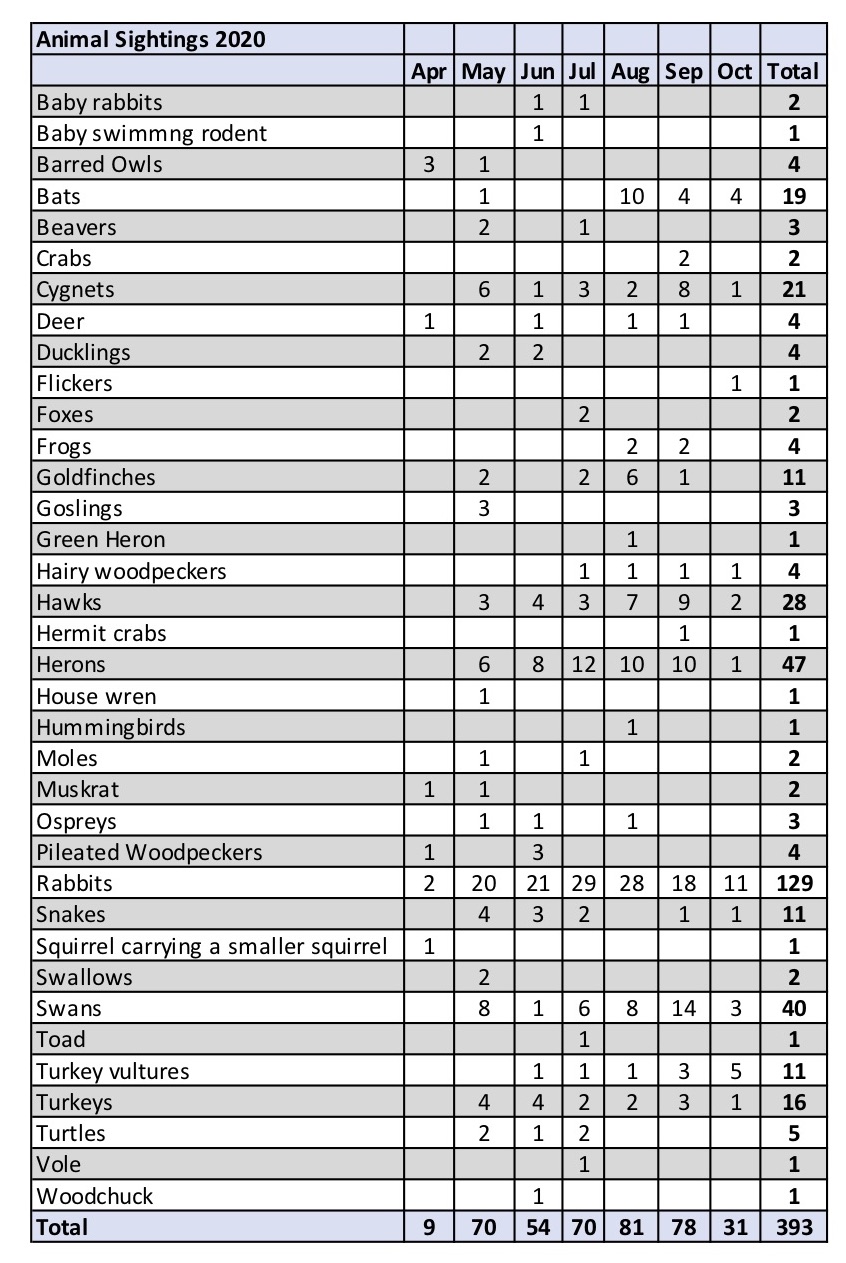 Animal Sightings 2020
Apr May Jun Jul Aug Sep Oct Total
Baby rabbits 1 1 2
Baby swimmng rodent 1 1
Barred Owls 3 1 4
Bats 1 10 4 4 19
Beavers 2 1 3
Crabs 2 2
Cygnets 6 1 3 2 8 1 21
Deer 1 1 1 1 4
Ducklings 2 2 4
Flickers 1 1
Foxes 2 2
Frogs 2 2 4
Goldfinches 2 2 6 1 11
Goslings 3 3
Green Heron 1 1
Hairy woodpeckers 1 1 1 1 4
Hawks 3 4 3 7 9 2 28
Hermit crabs 1 1
Herons 6 8 12 10 10 1 47
House wren 1 1
Hummingbirds 1 1
Moles 1 1 2
Muskrat 1 1 2
Ospreys 1 1 1 3
Pileated Woodpeckers 1 3 4
Rabbits 2 20 21 29 28 18 11 129
Snakes 4 3 2 1 1 11
Squirrel carrying a smaller squirrel 1 1
Swallows 2 2
Swans 8 1 6 8 14 3 40
Toad 1 1
Turkey vultures 1 1 1 3 5 11
Turkeys 4 4 2 2 3 1 16
Turtles 2 1 2 5
Vole 1 1
Woodchuck 1 1
Total 9 70 54 70 81 78 31 393